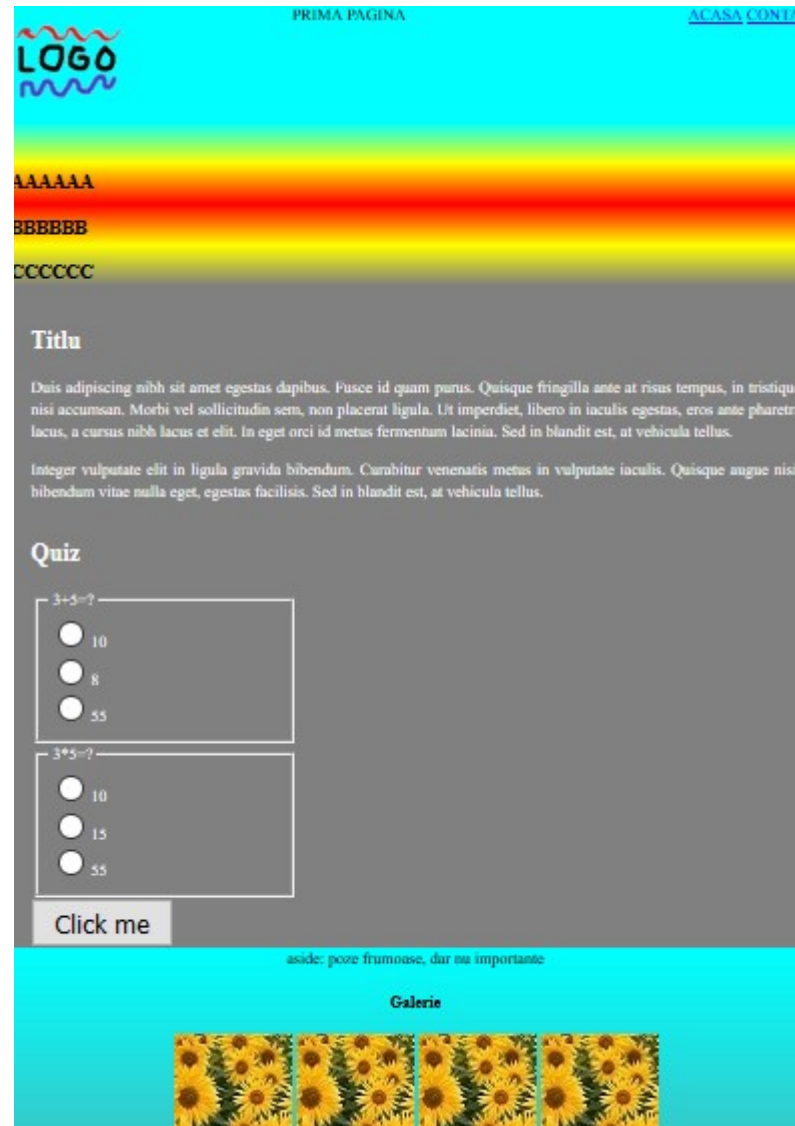 PRIMA PAGINA
ACASA CONTA
LOGO
AAAAAA
BBBBBB
CCCCCC
Titlu
Duis adipiscing nibh sit amet egestas dapibus. Fusce id quam purus. Quisque fringilla ante at risus tempus, in tristiqu
nisi accumsan. Morbi vel sollicitudin sem, non placerat ligula. Ut imperdiet, libero in iaculis egestas, eros ante pharetr
lacus, a cursus nibh lacus et elit. In eget orci id metus fermentum lacinia. Sed in blandit est, at vehicula tellus.
Integer vulputate elit in ligula gravida bibendum. Curabitur venenatis metus in vulputate iaculis. Quisque augue nisi
bibendum vitae nulla eget, egestas facilisis. Sed in blandit est, at vehicula tellus.
Quiz
3+5=?
10
8
55
3*5=?
10
15
55
Click me
aside: poze frumoase, dar nu importante
Galerie